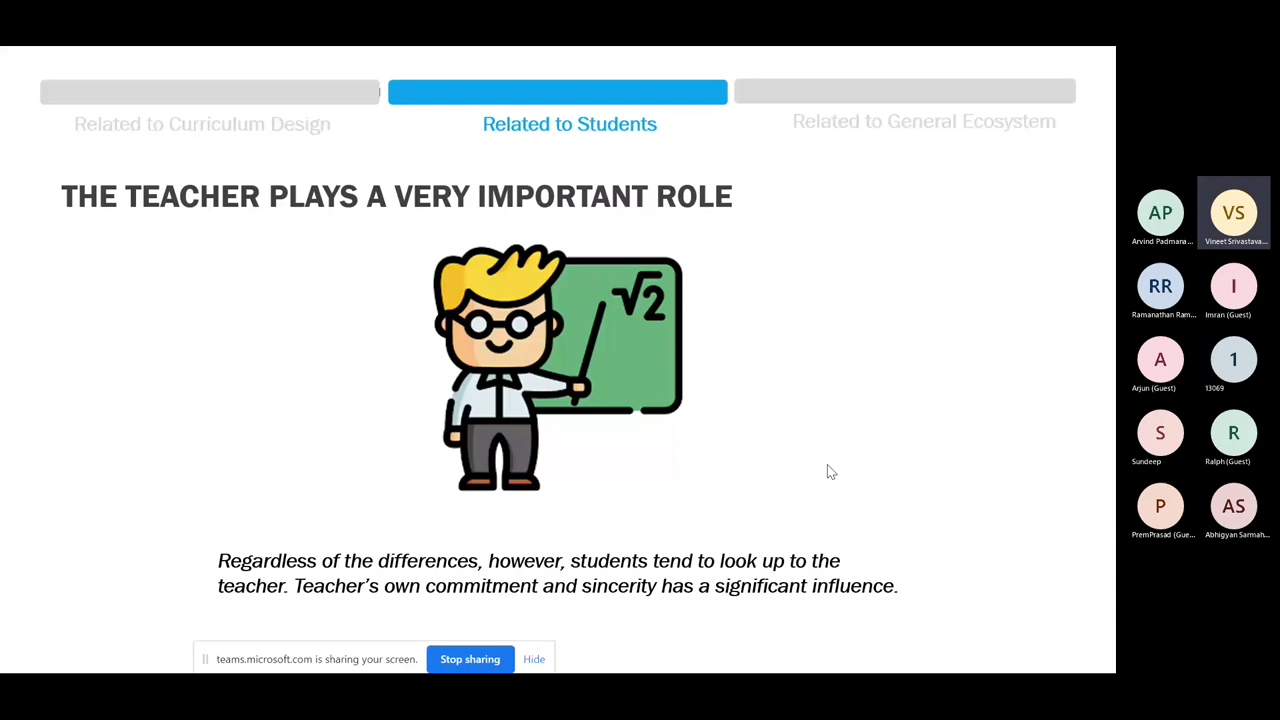 Related to Curriculum Design
Related to Students
Related to General Ecosystem
THE TEACHER PLAYS A VERY IMPORTANT ROLE
√2
Regardless of the differences, however, students tend to look up to the
teacher. Teacher's own commitment and sincerity has a significant influence.
teams.microsoft.com is sharing your screen.
Stop sharing
Hide
AP
Arvind Padmana...
VS
Vineet Srivastava...
RR
Ramanathan Ram...
I
Imran (Guest)
A
Arjun (Guest)
1
13069
S
Sundeep
R
Ralph (Guest)
P
PremPrasad (Gue...
AS
Abhigyan Sarmah...